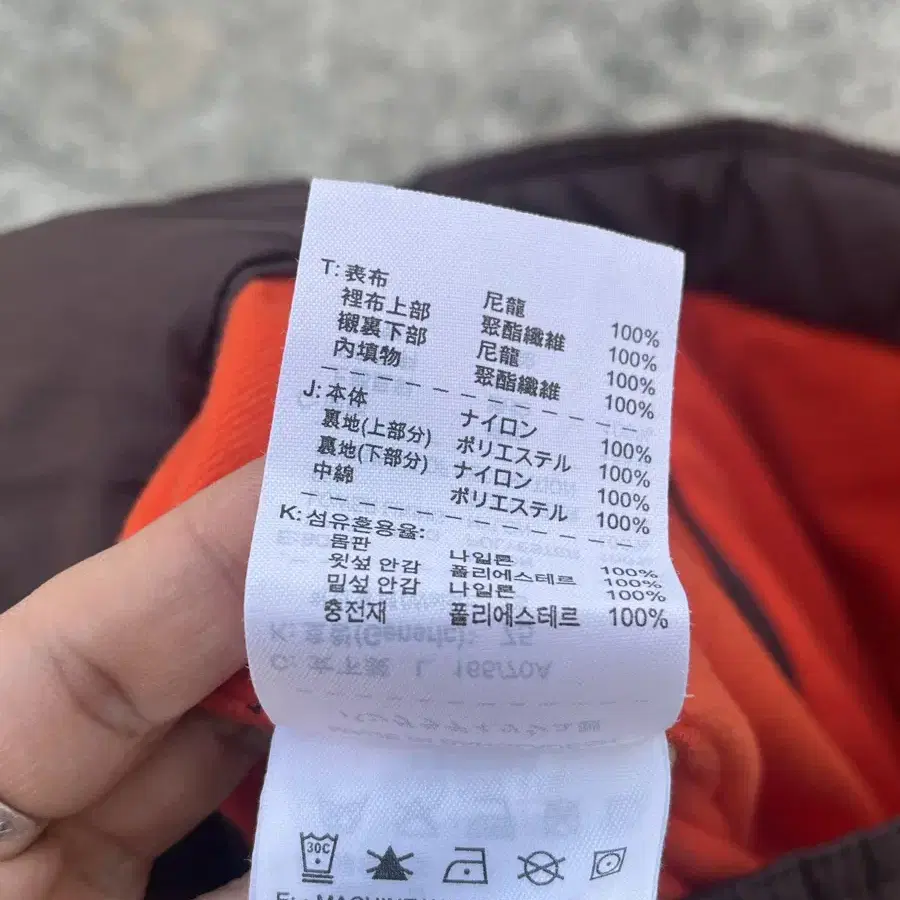 T: 表布 尼龍 100%
裡布上部 聚酯纖維 100%
襯裏下部 尼龍 100%
內填物 聚酯纖維 100%
J: 本体 ナイロン 100%
裏地(上部分) ポリエステル 100%
裏地(下部分) ナイロン 100%
中綿 ポリエステル 100%
K: 섬유혼용율:
몸판 나일론 100%
윗섶 안감 폴리에스테르 100%
밑섶 안감 나일론 100%
충전재 폴리에스테르 100%
30C